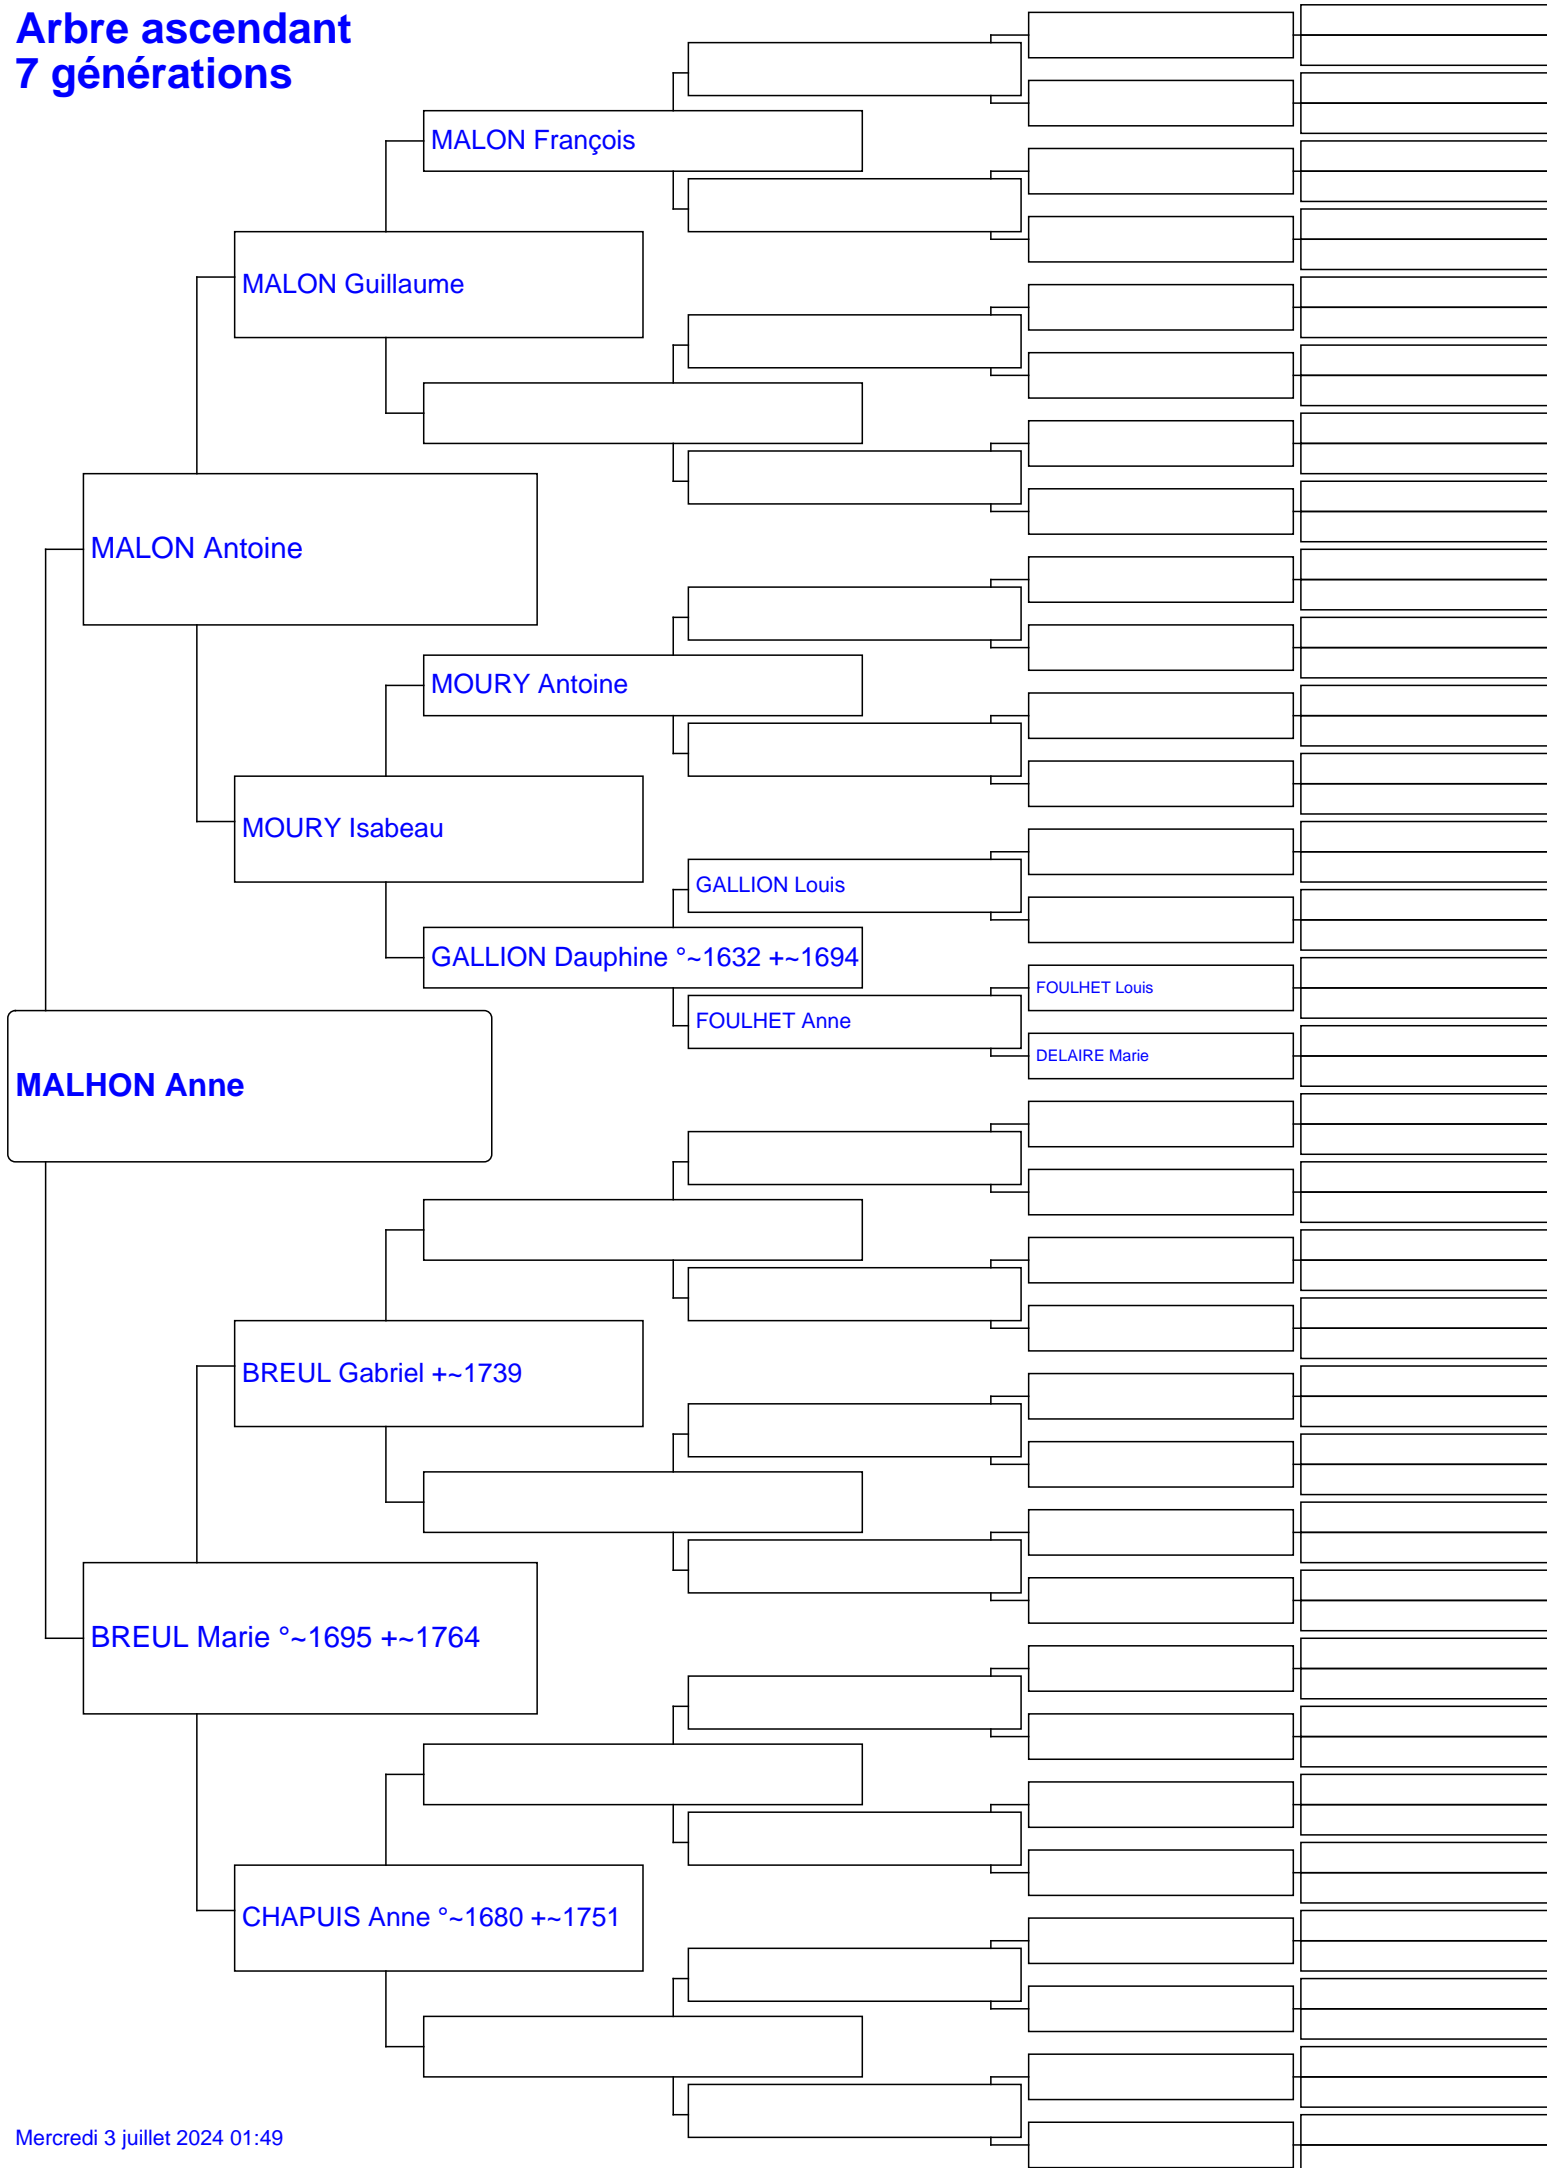 Arbre ascendant
7 générations
MALON François
MALON Guillaume
MALON Antoine
MOURY Antoine
MOURY Isabeau
GALLION Louis
GALLION Dauphine °~1632 +~1694
FOULHET Louis
FOULHET Anne
DELAIRE Marie
MALHON Anne
BREUL Gabriel +~1739
BREUL Marie °~1695 +~1764
CHAPUIS Anne °~1680 +~1751
Mercredi 3 juillet 2024 01:49